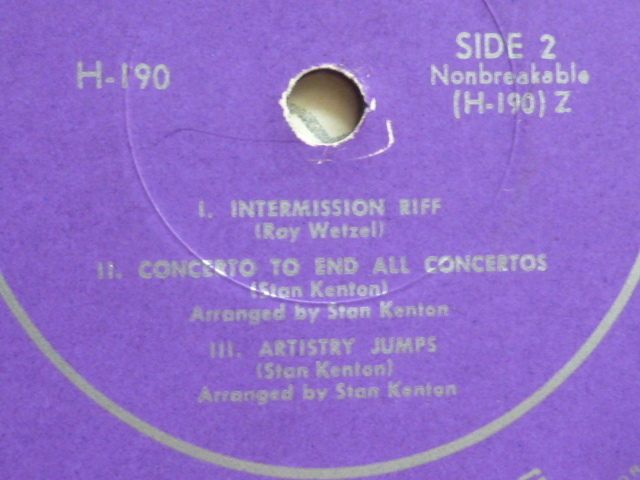 H-190
SIDE 2
Nonbreakable
(H-190) Z
I. INTERMISSION RIFF
(Ray Wetzel)
II. CONCERTO TO END ALL CONCERTOS
(Stan Kenton)
Arranged by Stan Kenton
III. ARTISTRY JUMPS
(Stan Kenton)
Arranged by Stan Kenton